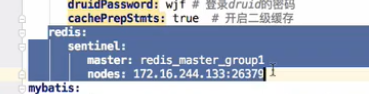 druidPassword: wjf # 登录druid的密码
cachePrepStmts: true # 开启二级缓存
redis:
sentinel:
master: redis_master_group1
nodes: 172.16.244.133:26379
mybatis: